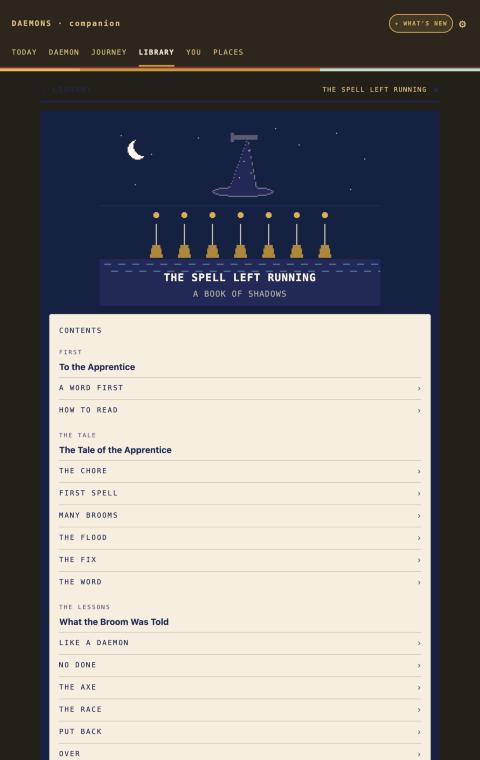 DAEMONS · companion
✦ WHAT'S NEW
TODAY DAEMON JOURNEY LIBRARY YOU PLACES
LIBRARY
THE SPELL LEFT RUNNING
THE SPELL LEFT RUNNING
A BOOK OF SHADOWS
CONTENTS
FIRST
To the Apprentice
A WORD FIRST ›
HOW TO READ ›
THE TALE
The Tale of the Apprentice
THE CHORE ›
FIRST SPELL ›
MANY BROOMS ›
THE FLOOD ›
THE FIX ›
THE WORD ›
THE LESSONS
What the Broom Was Told
LIKE A DAEMON ›
NO DONE ›
THE AXE ›
THE RACE ›
PUT BACK ›
OVER ›